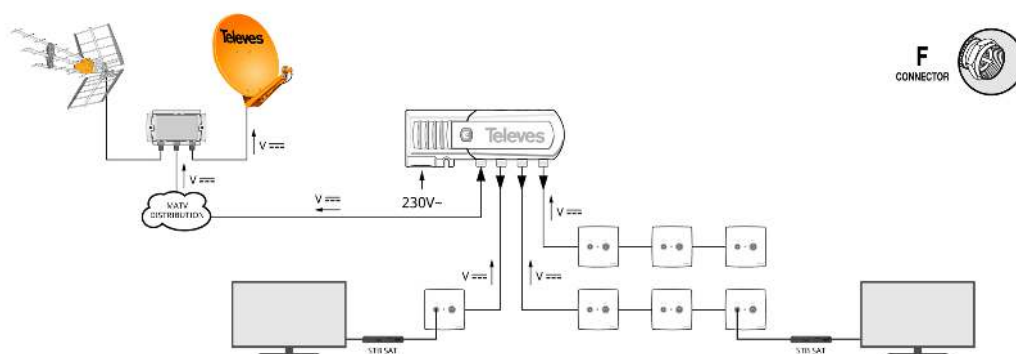 Televes
F
CONNECTOR
Televes
V
V
MATV
DISTRIBUTION
V
230V~
V
V
V
STB SAT
STB SAT